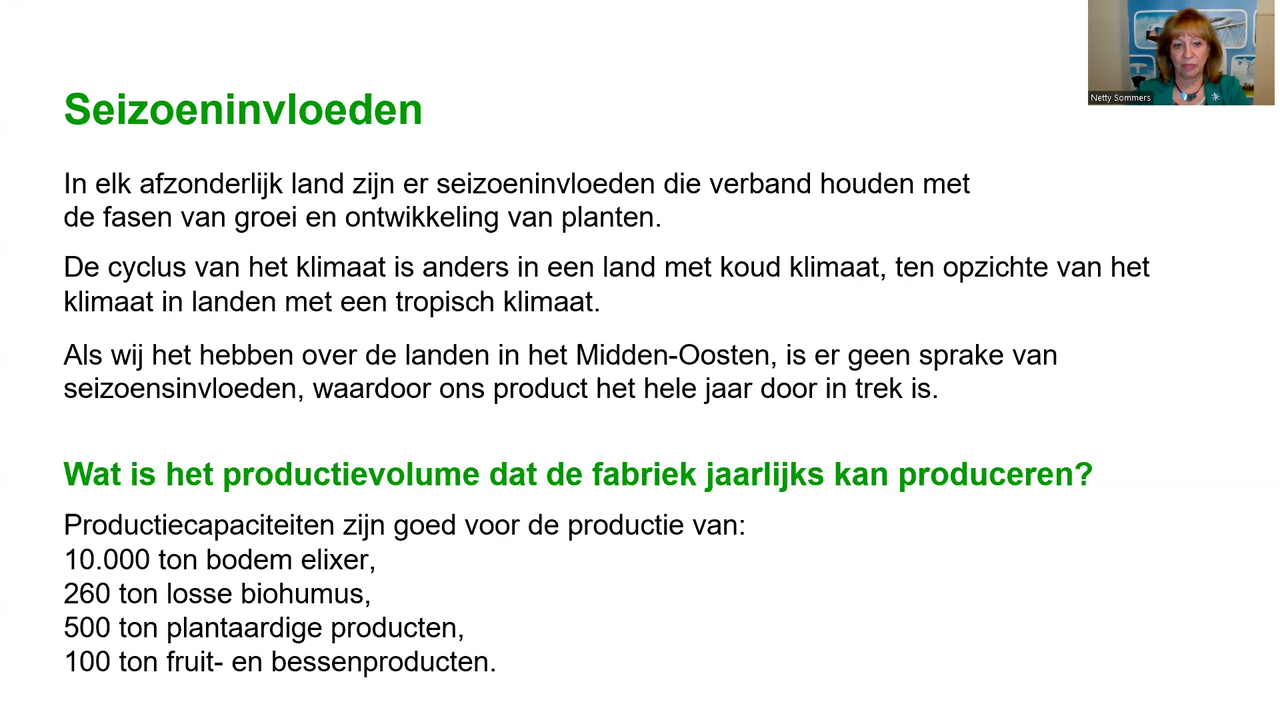 Seizoeninvloeden
In elk afzonderlijk land zijn er seizoeninvloeden die verband houden met
de fasen van groei en ontwikkeling van planten.
De cyclus van het klimaat is anders in een land met koud klimaat, ten opzichte van het
klimaat in landen met een tropisch klimaat.
Als wij het hebben over de landen in het Midden-Oosten, is er geen sprake van
seizoensinvloeden, waardoor ons product het hele jaar door in trek is.
Wat is het productievolume dat de fabriek jaarlijks kan produceren?
Productiecapaciteiten zijn goed voor de productie van:
10.000 ton bodem elixer,
260 ton losse biohumus,
500 ton plantaardige producten,
100 ton fruit- en bessenproducten.
Netty Sommers